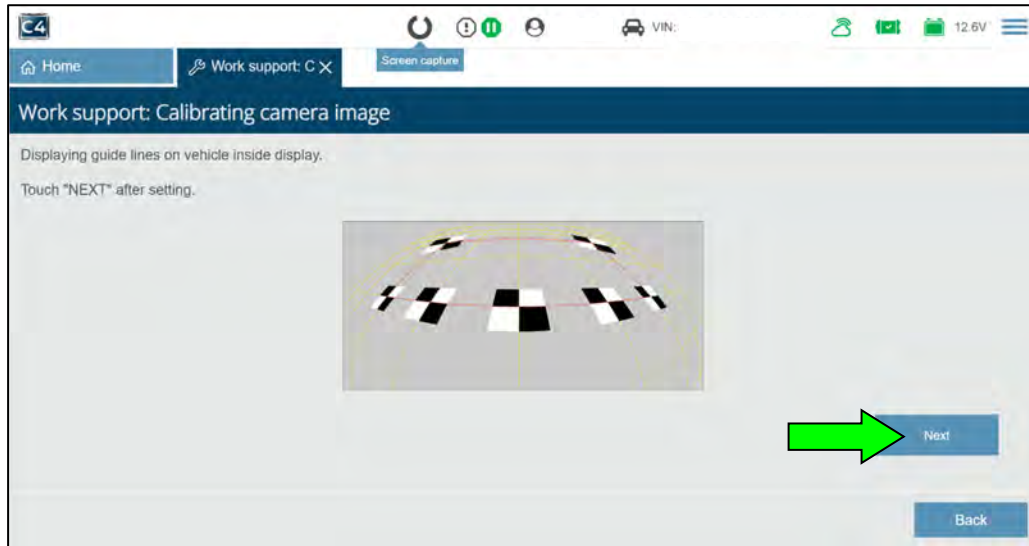 C4
VIN:
12.6V
Home
Work support: C X
Screen capture
Work support: Calibrating camera image
Displaying guide lines on vehicle inside display.
Touch "NEXT" after setting.
Next
Back